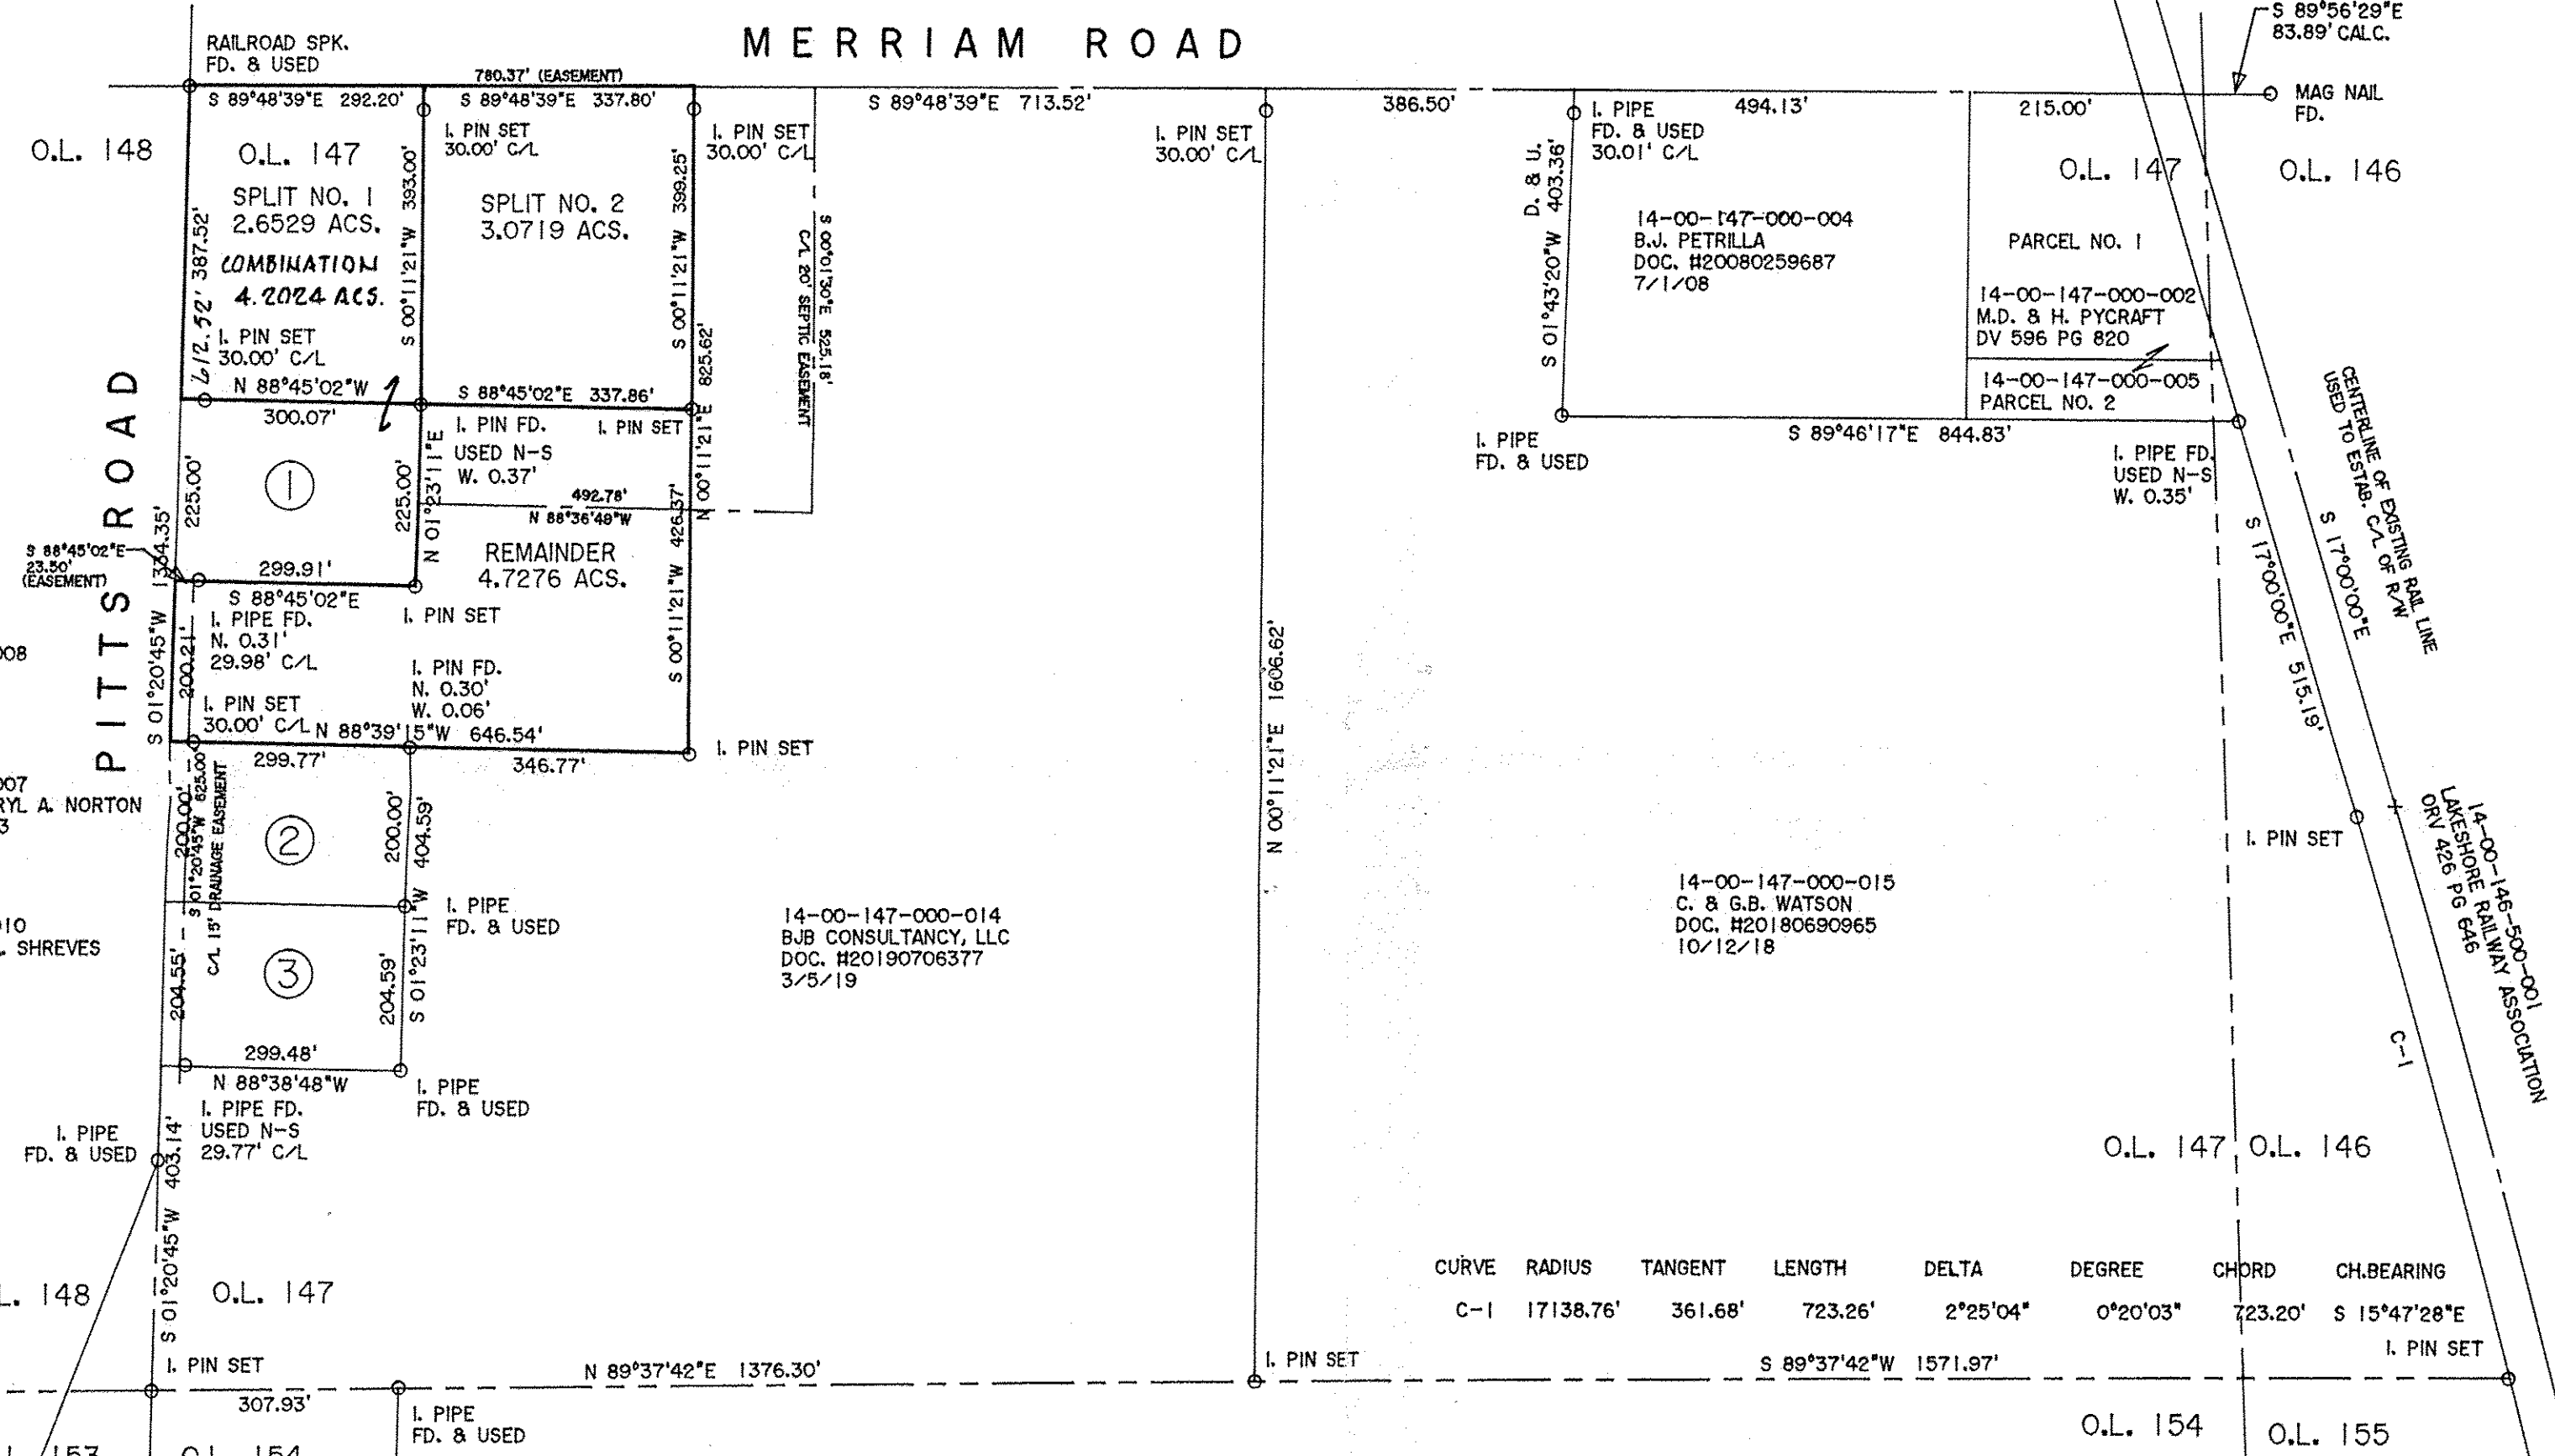 MERRIAM ROAD
S 89°56'29"E
83.89' CALC.
RAILROAD SPK.
FD. & USED
780.37' (EASEMENT)
S 89°48'39"E 292.20'
S 89°48'39"E 337.80'
S 89°48'39"E 713.52'
386.50'
494.13'
215.00'
MAG NAIL
FD.
O.L. 148
O.L. 147
SPLIT NO. 1
2.6529 ACS.
COMBINATION
4.2024 ACS.
I. PIN SET
30.00' C/L
387.52'
612.52'
S 00°11'21"W 393.00'
I. PIN SET
30.00' C/L
SPLIT NO. 2
3.0719 ACS.
S 00°11'21"W 399.25'
I. PIN SET
30.00' C/L
825.62'
N 00°11'21"E
S 00°01'30"E 525.18'
C/L 20' SEPTIC EASEMENT
I. PIN SET
30.00' C/L
I. PIPE
FD. & USED
30.01' C/L
D. & U.
S 01°43'20"W 403.36'
14-00-147-000-004
B.J. PETRILLA
DOC. #20080259687
7/1/08
O.L. 147
O.L. 146
PARCEL NO. 1
14-00-147-000-002
M.D. & H. PYCRAFT
DV 596 PG 820
14-00-147-000-005
PARCEL NO. 2
I. PIPE
FD. & USED
S 89°46'17"E 844.83'
I. PIPE FD.
USED N-S
W. 0.35'
CENTERLINE OF EXISTING RAIL LINE
USED TO ESTAB. C/L OF R/W
S 17°00'00"E
S 17°00'00"E 515.19'
PITTS ROAD
N 88°45'02"W
300.07'
S 88°45'02"E 337.86'
I. PIN FD.
USED N-S
W. 0.37'
I. PIN SET
1
225.00'
225.00'
N 01°23'11"E
492.78'
N 88°36'49"W
S 88°45'02"E
23.50'
(EASEMENT)
1334.35'
S 01°20'45"W
299.91'
S 88°45'02"E
REMAINDER
4.7276 ACS.
S 00°11'21"W 426.37'
I. PIPE FD.
N. 0.31'
29.98' C/L
I. PIN SET
200.21'
008
I. PIN SET
30.00' C/L
I. PIN FD.
N. 0.30'
W. 0.06'
N 88°39'15"W 646.54'
299.77'
346.77'
I. PIN SET
007
RYL A. NORTON
3
200.00'
S 01°20'45"W 625.00'
C/L 15' DRAINAGE EASEMENT
2
200.00'
S 01°23'11"W 404.59'
I. PIPE
FD. & USED
010
. SHREVES
204.55'
3
204.59'
299.48'
N 88°38'48"W
I. PIPE FD.
USED N-S
29.77' C/L
I. PIPE
FD. & USED
14-00-147-000-014
BJB CONSULTANCY, LLC
DOC. #20190706377
3/5/19
N 00°11'21"E 1606.62'
14-00-147-000-015
C. & G.B. WATSON
DOC. #20180690965
10/12/18
I. PIN SET
14-00-146-500-001
LAKESHORE RAILWAY ASSOCIATION
ORV 426 PG 646
C-1
I. PIPE
FD. & USED
S 01°20'45"W 403.14'
O.L. 147
O.L. 146
L. 148
O.L. 147
CURVE RADIUS TANGENT LENGTH DELTA DEGREE CHORD CH.BEARING
C-1 17138.76' 361.68' 723.26' 2°25'04" 0°20'03" 723.20' S 15°47'28"E
I. PIN SET
I. PIN SET
N 89°37'42"E 1376.30'
I. PIN SET
S 89°37'42"W 1571.97'
307.93'
I. PIPE
FD. & USED
O.L. 154
O.L. 155
L. 153
O.L. 154